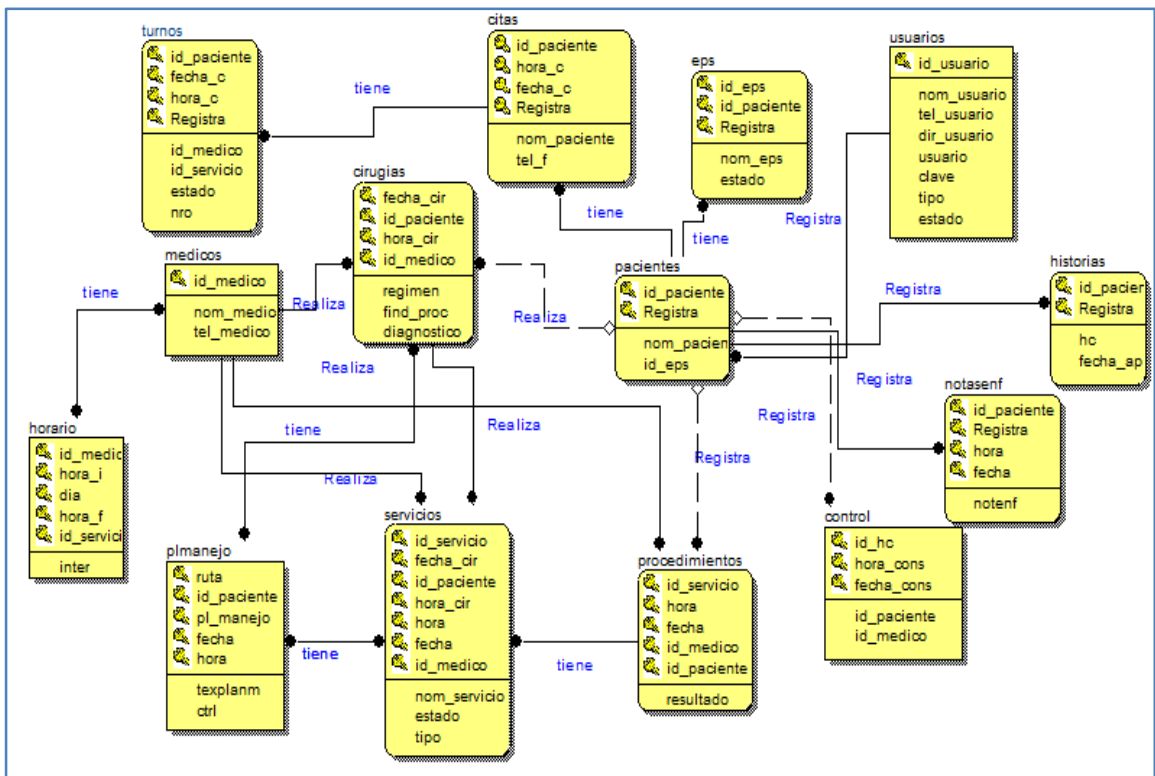 turnos
id_paciente
fecha_c
hora_c
Registra
id_medico
id_servicio
estado
nro
citas
id_paciente
hora_c
fecha_c
Registra
nom_paciente
tel_f
eps
id_eps
id_paciente
Registra
nom_eps
estado
usuarios
id_usuario
nom_usuario
tel_usuario
dir_usuario
usuario
clave
tipo
estado
tiene
cirugias
fecha_cir
id_paciente
hora_cir
id_medico
regimen
find_proc
diagnostico
tiene
tiene
Registra
medicos
id_medico
nom_medic
tel_medico
tiene
Realiza
Realiza
pacientes
id_paciente
Registra
nom_pacien
id_eps
Registra
historias
id_pacien
Registra
hc
fecha_ap
Realiza
Registra
notasenf
id_paciente
Registra
hora
fecha
notenf
Registra
horario
id_medic
hora_i
dia
hora_f
id_servici
inter
tiene
Realiza
Registra
Realiza
servicios
id_servicio
fecha_cir
id_paciente
hora_cir
hora
fecha
id_medico
nom_servicio
estado
tipo
control
id_hc
hora_cons
fecha_cons
id_paciente
id_medico
plmanejo
ruta
id_paciente
pl_manejo
fecha
hora
texplanm
ctrl
procedimientos
id_servicio
hora
fecha
id_medico
id_paciente
resultado
tiene
tiene